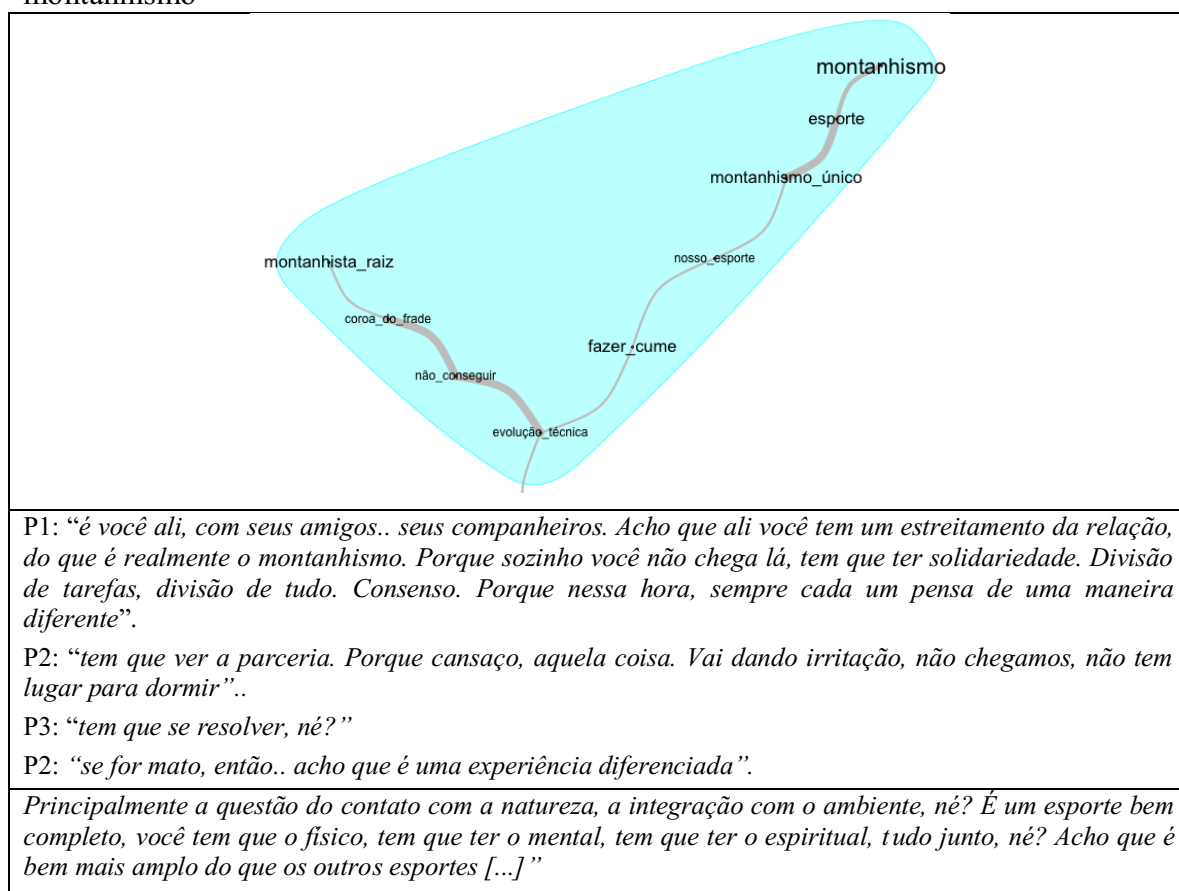 montanhismo
montanhismo
esporte
montanhismo_único
nosso_esporte
montanhista_raiz
coroa_do_frade
fazer_cume
não_conseguir
evolução_técnica
P1: “é você ali, com seus amigos.. seus companheiros. Acho que ali você tem um estreitamento da relação,
do que é realmente o montanhismo. Porque sozinho você não chega lá, tem que ter solidariedade. Divisão
de tarefas, divisão de tudo. Consenso. Porque nessa hora, sempre cada um pensa de uma maneira
diferente”.
P2: “tem que ver a parceria. Porque cansaço, aquela coisa. Vai dando irritação, não chegamos, não tem
lugar para dormir”..
P3: “tem que se resolver, né?”
P2: “se for mato, então.. acho que é uma experiência diferenciada”.
Principalmente a questão do contato com a natureza, a integração com o ambiente, né? É um esporte bem
completo, você tem que o físico, tem que ter o mental, tem que ter o espiritual, tudo junto, né? Acho que é
bem mais amplo do que os outros esportes [...]”